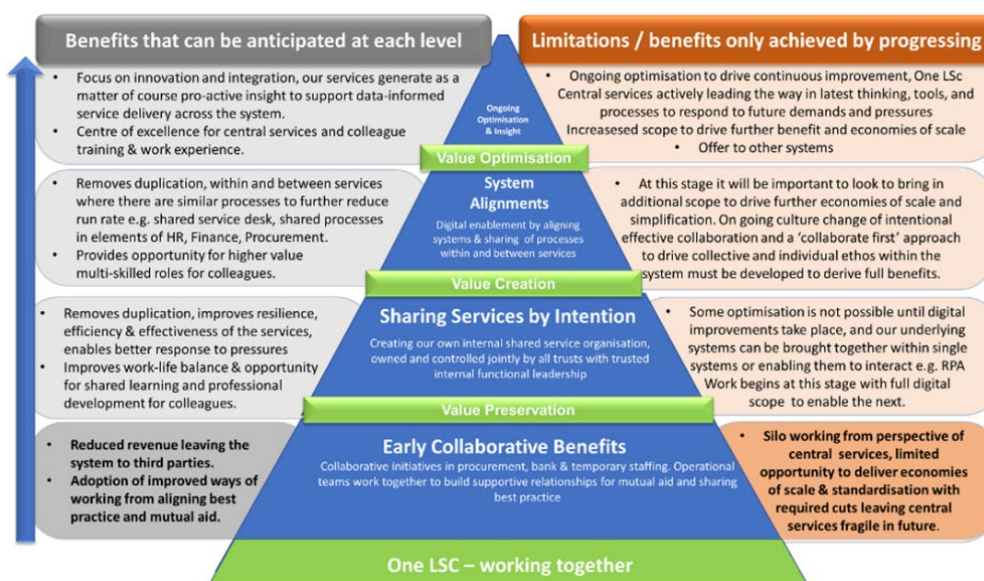 Benefits that can be anticipated at each level
Limitations / benefits only achieved by progressing
• Focus on innovation and integration, our services generate as a
matter of course pro-active insight to support data-informed
service delivery across the system.
• Centre of excellence for central services and colleague
training & work experience.
Ongoing
Optimisation
& Insight
• Ongoing optimisation to drive continuous improvement, One LSc
Central services actively leading the way in latest thinking, tools, and
processes to respond to future demands and pressures
Increasesed scope to drive further benefit and economies of scale
• Offer to other systems
Value Optimisation
• Removes duplication, within and between services
where there are similar processes to further reduce
run rate e.g. shared service desk, shared processes
in elements of HR, Finance, Procurement.
• Provides opportunity for higher value
multi-skilled roles for colleagues.
System
Alignments
Digital enablement by aligning
systems & sharing of processes
within and between services
• At this stage it will be important to look to bring in
additional scope to drive further economies of scale and
simplification. On going culture change of intentional
effective collaboration and a 'collaborate first' approach
to drive collective and individual ethos within the
system must be developed to derive full benefits.
Value Creation
• Removes duplication, improves resilience,
efficiency & effectiveness of the services,
enables better response to pressures
• Improves work-life balance & opportunity
for shared learning and professional
development for colleagues.
Sharing Services by Intention
Creating our own internal shared service organisation,
owned and controlled jointly by all trusts with trusted
internal functional leadership
• Some optimisation is not possible until digital
improvements take place, and our underlying
systems can be brought together within single
systems or enabling them to interact e.g. RPA
Work begins at this stage with full digital
scope to enable the next.
Value Preservation
• Reduced revenue leaving the
system to third parties.
• Adoption of improved ways of
working from aligning best
practice and mutual aid.
Early Collaborative Benefits
Collaborative initiatives in procurement, bank & temporary staffing. Operational
teams work together to build supportive relationships for mutual aid and sharing
best practice
• Silo working from perspective of
central services, limited
opportunity to deliver economies
of scale & standardisation with
required cuts leaving central
services fragile in future.
One LSC – working together